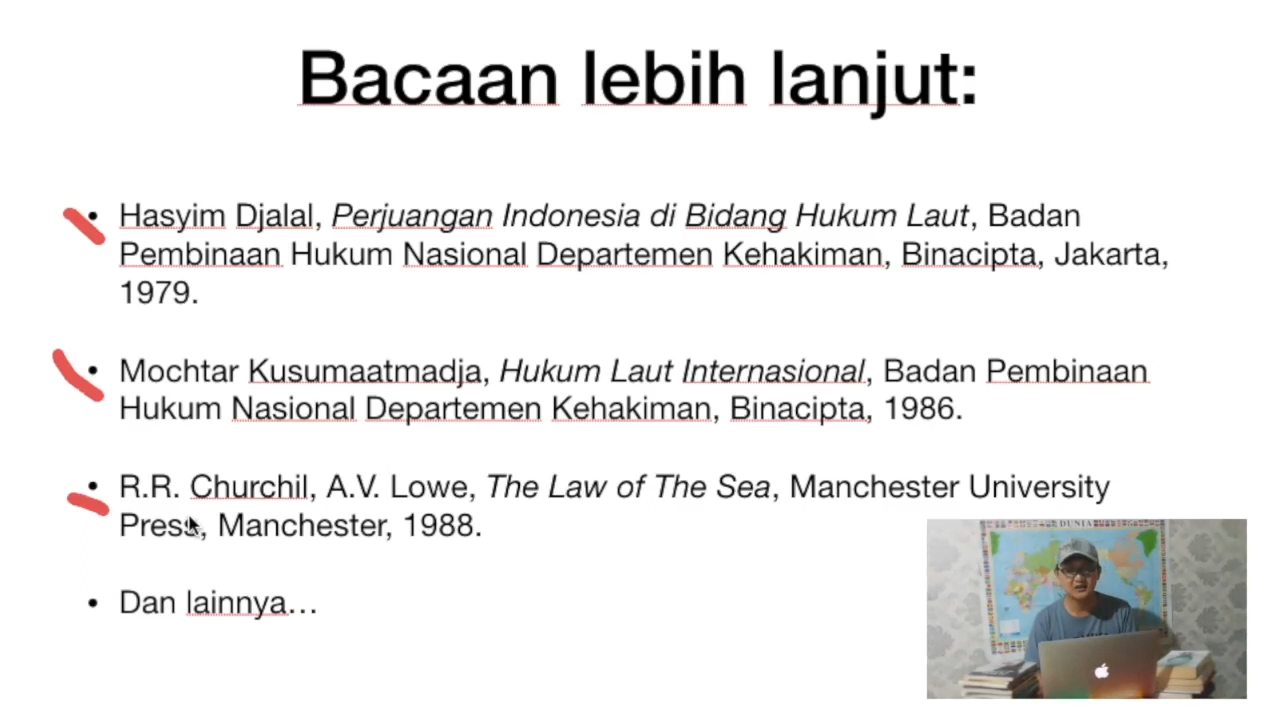 Bacaan lebih lanjut:
• Hasyim Djalal, Perjuangan Indonesia di Bidang Hukum Laut, Badan
Pembinaan Hukum Nasional Departemen Kehakiman, Binacipta, Jakarta,
1979.
• Mochtar Kusumaatmadja, Hukum Laut Internasional, Badan Pembinaan
Hukum Nasional Departemen Kehakiman, Binacipta, 1986.
• R.R. Churchil, A.V. Lowe, The Law of The Sea, Manchester University
Press, Manchester, 1988.
• Dan lainnya…
DUNIA